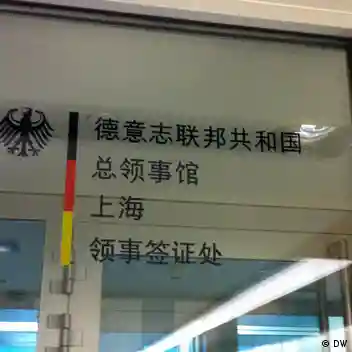 德意志联邦共和国
总领事馆
上海
领事签证处
© DW